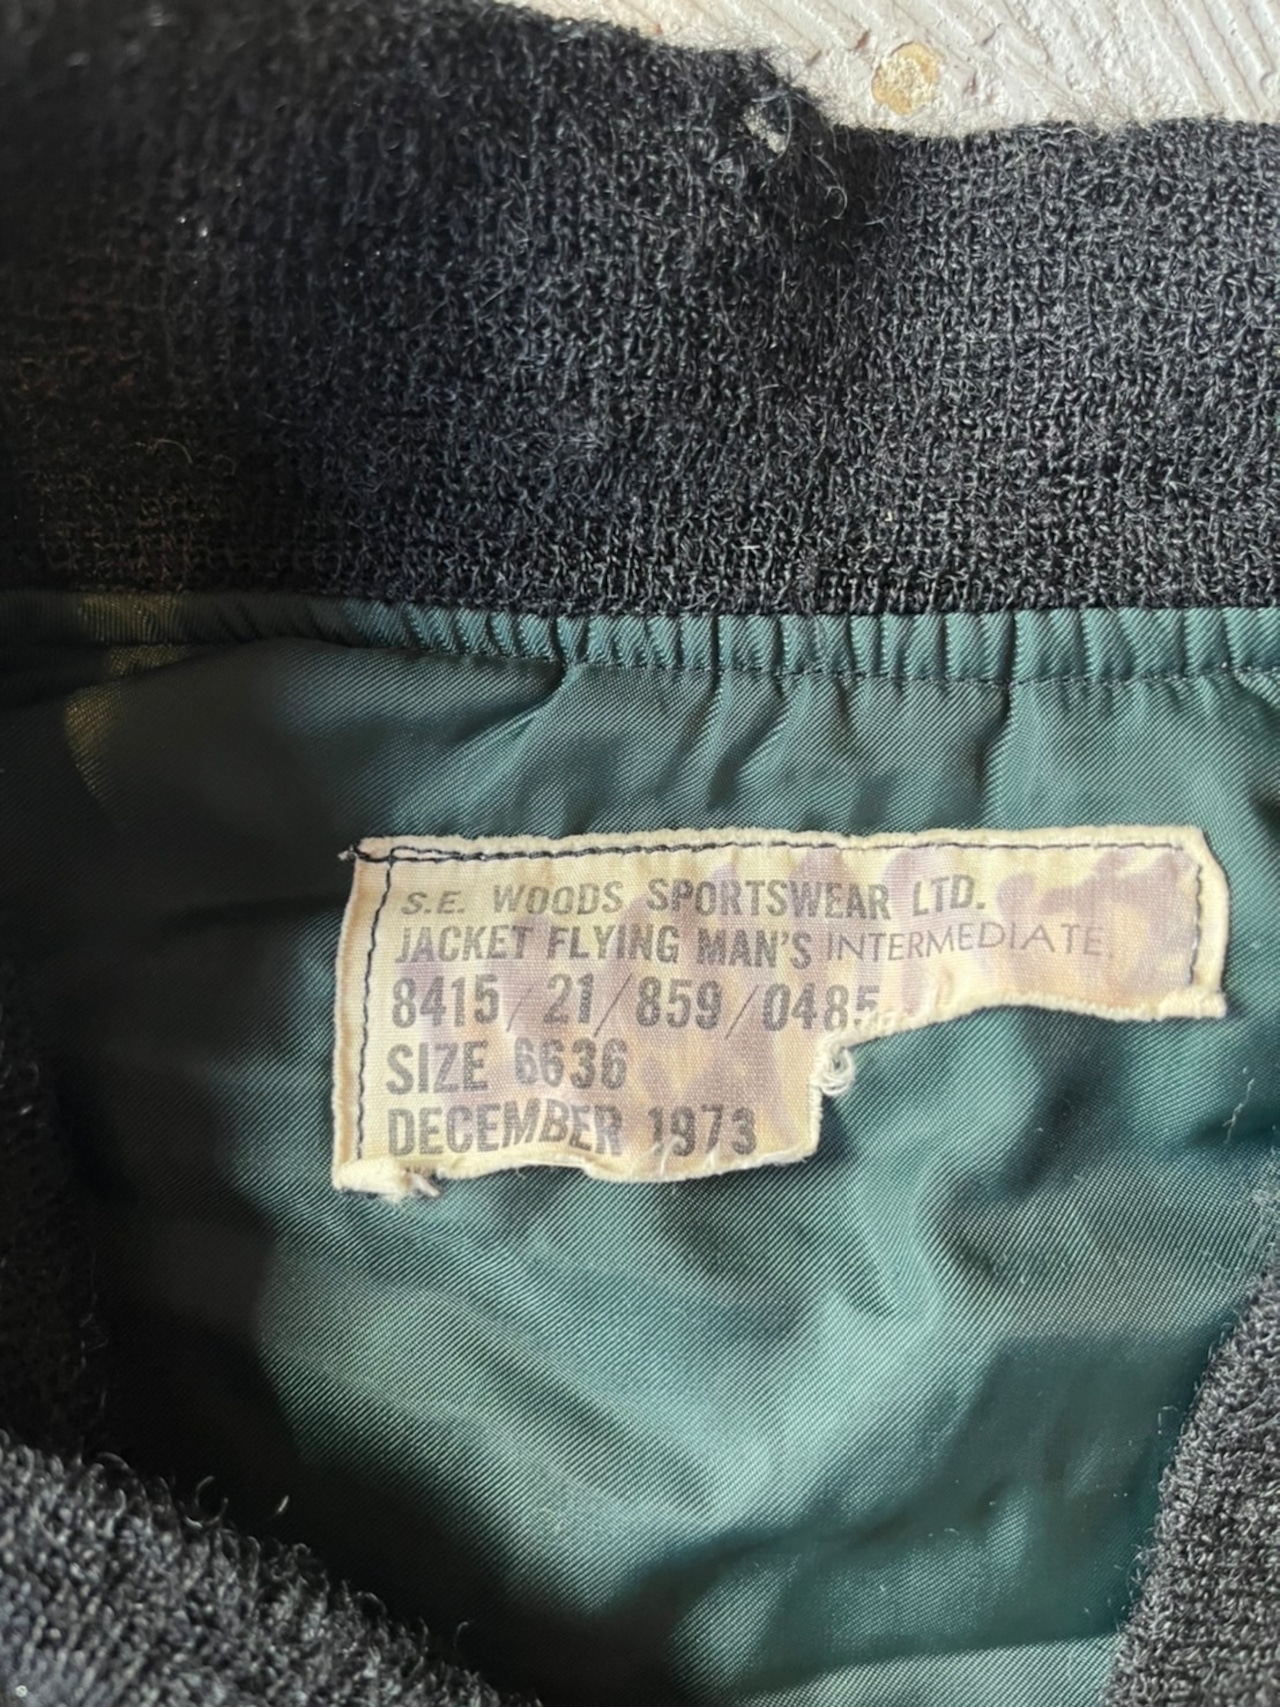 S.E. WOODS SPORTSWEAR LTD.
JACKET FLYING MAN'S INTERMEDIATE.
8415/21/859/0485
SIZE 6636
DECEMBER 1973